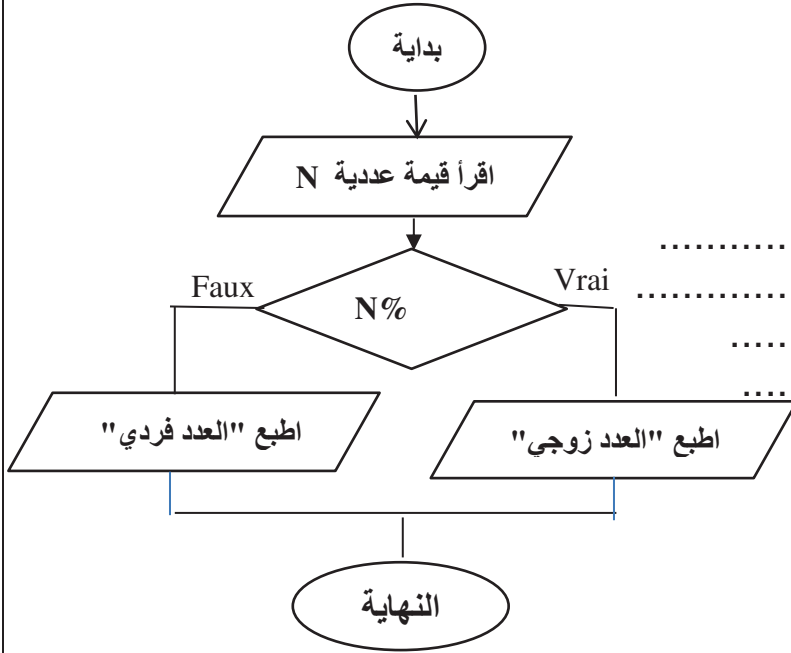 بداية
اقرأ قيمة عددية N
...........
Faux
Vrai
.............
N%
.....
....
اطبع "العدد فردي"
اطبع "العدد زوجي"
النهاية